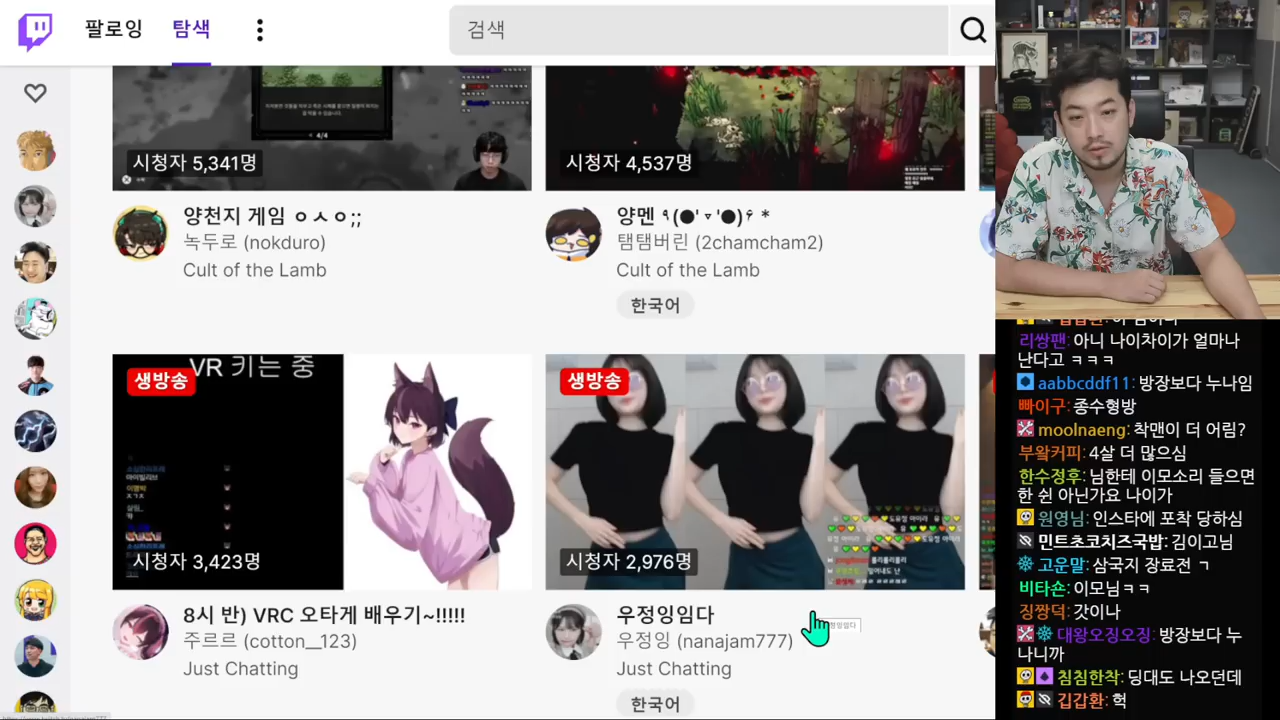 팔로잉
탐색
검색
4/4
시청자 5,341명
시청자 4,537명
양천지 게임 ㅇㅅㅇ;;
녹두로 (nokduro)
Cult of the Lamb
양멘 ٩(●'▿'●)۶ *
탬탬버린 (2chamcham2)
Cult of the Lamb
한국어
VR 키는 중
생방송
시청자 3,423명
생방송
시청자 2,976명
8시 반) VRC 오타게 배우기~!!!!!
주르르 (cotton__123)
Just Chatting
우정잉임다
우정잉 (nanajam777)
Just Chatting
한국어
리쌍팬: 아니 나이차이가 얼마나
난다고 ㅋㅋㅋ
aabbcddf11: 방장보다 누나임
빠이구: 종수형방
moolnaeng: 착맨이 더 어림?
부왘커피: 4살 더 많으심
한수정후: 님한테 이모소리 들으면
한 쉰 아닌가요 나이가
원영님: 인스타에 포착 당하심
민트초코치즈국밥: 김이고님
고운말: 삼국지 장료전 ㄱ
비타숀: 이모님ㅋㅋ
징짱덕: 갓이나
대왕오징오징: 방장보다 누
나니까
침침한착: 딩대도 나오던데
김갑환: 헉